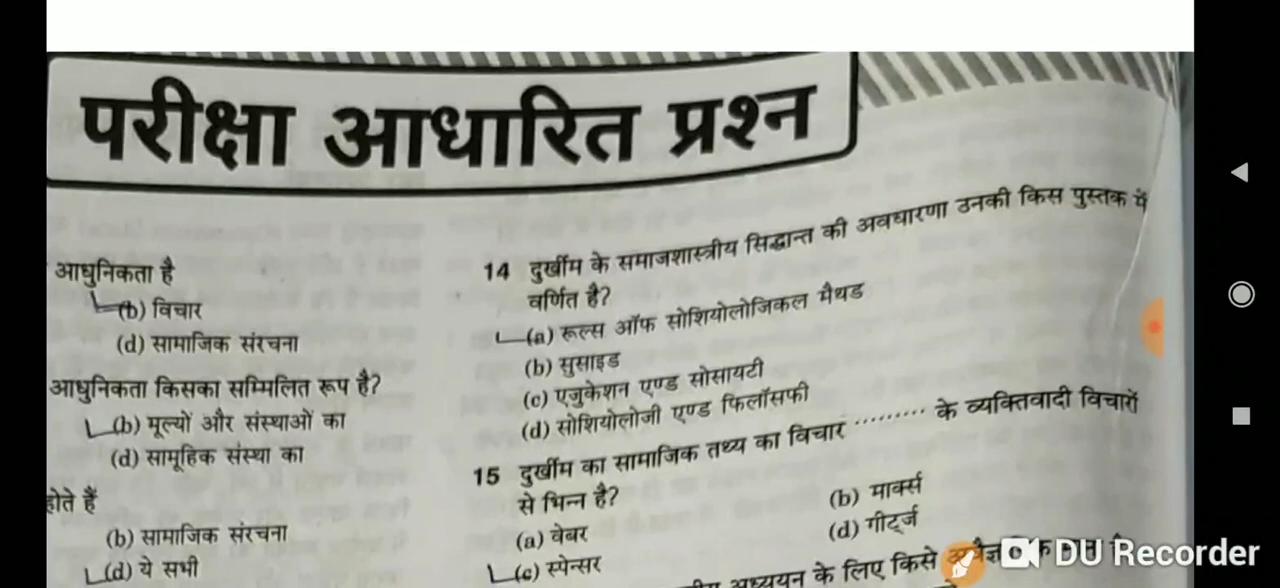 परीक्षा आधारित प्रश्न
आधुनिकता है
(b) विचार
(d) सामाजिक संरचना
आधुनिकता किसका सम्मिलित रूप है?
(b) मूल्यों और संस्थाओं का
(d) सामूहिक संस्था का
होते हैं
(b) सामाजिक संरचना
(d) ये सभी
14 दुर्खीम के समाजशास्त्रीय सिद्धान्त की अवधारणा उनकी किस पुस्तक में
वर्णित है?
(a) रूल्स ऑफ सोशियोलोजिकल मैथड
(b) सुसाइड
(c) एजुकेशन एण्ड सोसायटी
(d) सोशियोलोजी एण्ड फिलॉसफी
15 दुर्खीम का सामाजिक तथ्य का विचार ......... के व्यक्तिवादी विचारों
से भिन्न है?
(a) वेबर
(b) मार्क्स
(c) स्पेन्सर
(d) गीर्ट्ज
अध्ययन के लिए किसे
DU Recorder